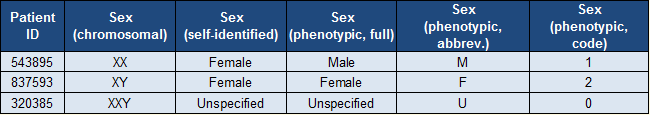 Patient ID Sex (chromosomal) Sex (self-identified) Sex (phenotypic, full) Sex (phenotypic, abbrev.) Sex (phenotypic, code)
543895 XX Female Male M 1
837593 XY Female Female F 2
320385 XXY Unspecified Unspecified U 0